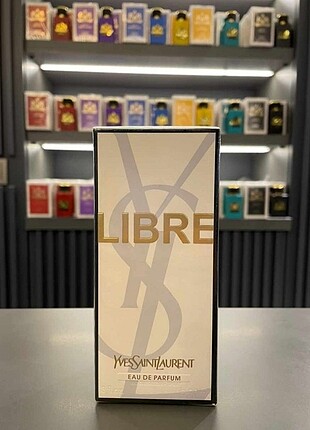 LIBRE
YVESSAINTLAURENT
EAU DE PARFUM